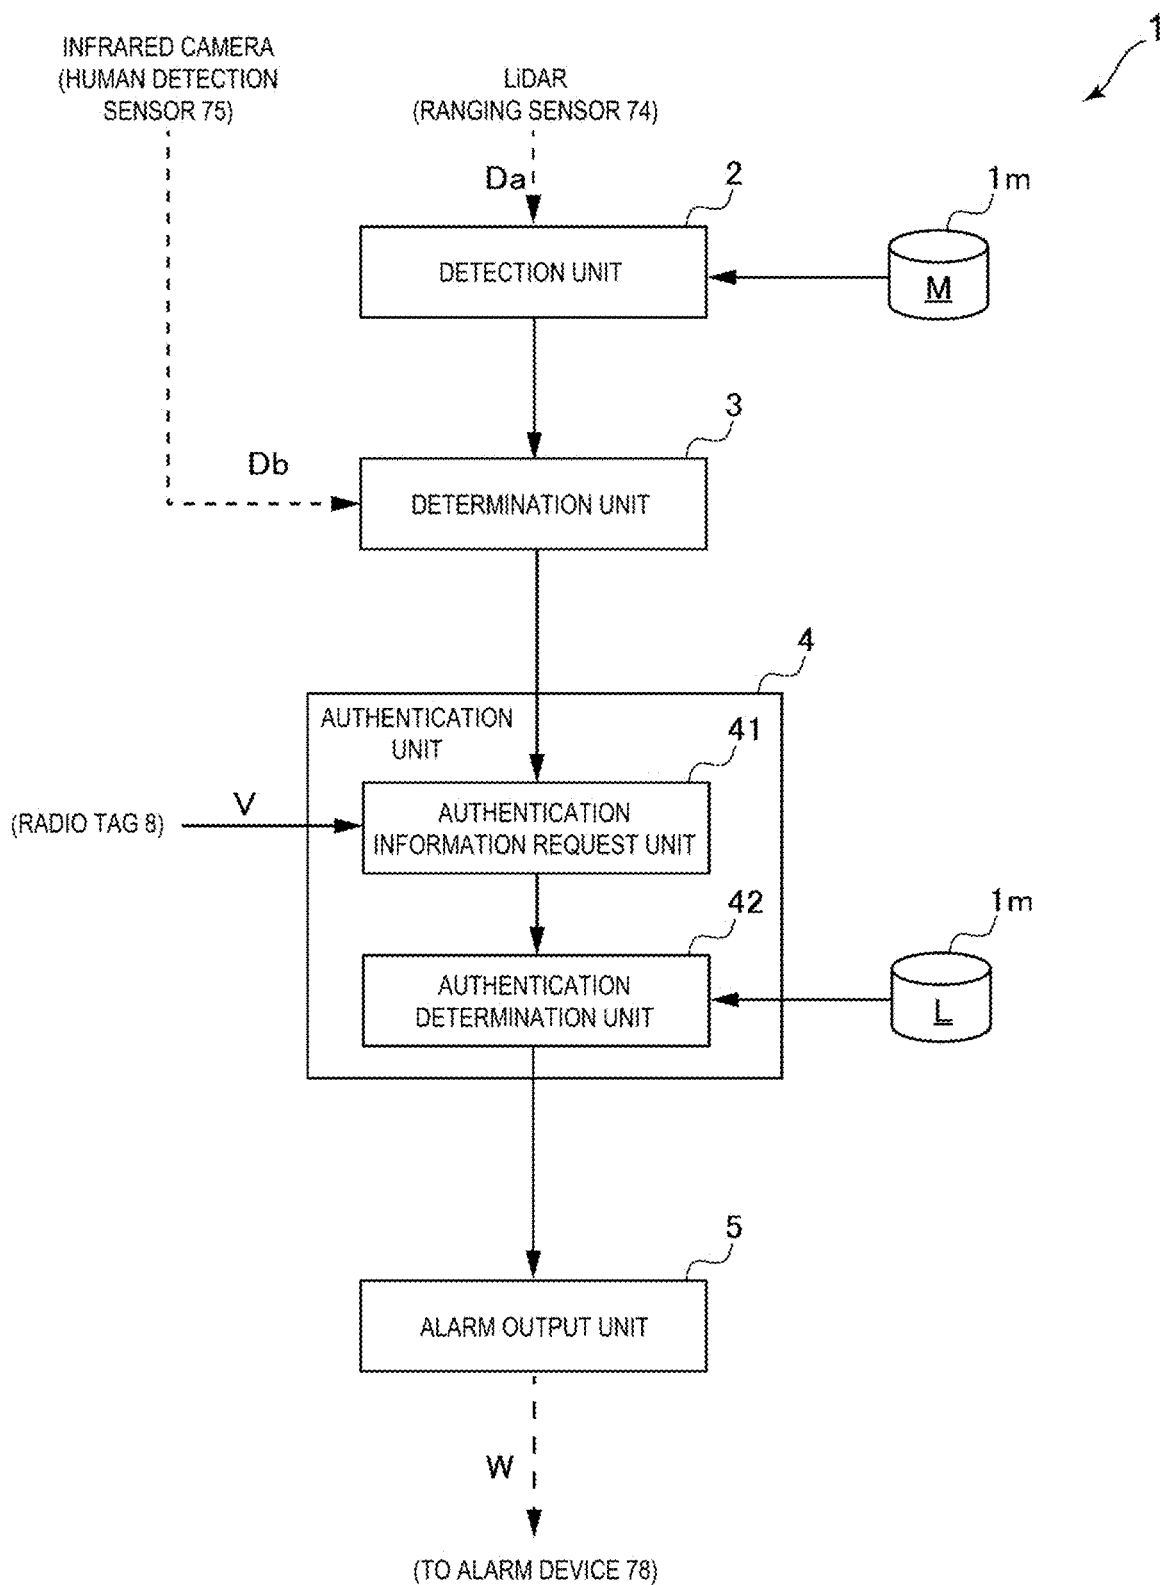 1
INFRARED CAMERA
(HUMAN DETECTION
SENSOR 75)
LiDAR
(RANGING SENSOR 74)
Da
2
1m
DETECTION UNIT
M
3
Db
DETERMINATION UNIT
4
AUTHENTICATION
UNIT
41
(RADIO TAG 8)
V
AUTHENTICATION
INFORMATION REQUEST UNIT
42
1m
AUTHENTICATION
DETERMINATION UNIT
L
5
ALARM OUTPUT UNIT
W
(TO ALARM DEVICE 78)